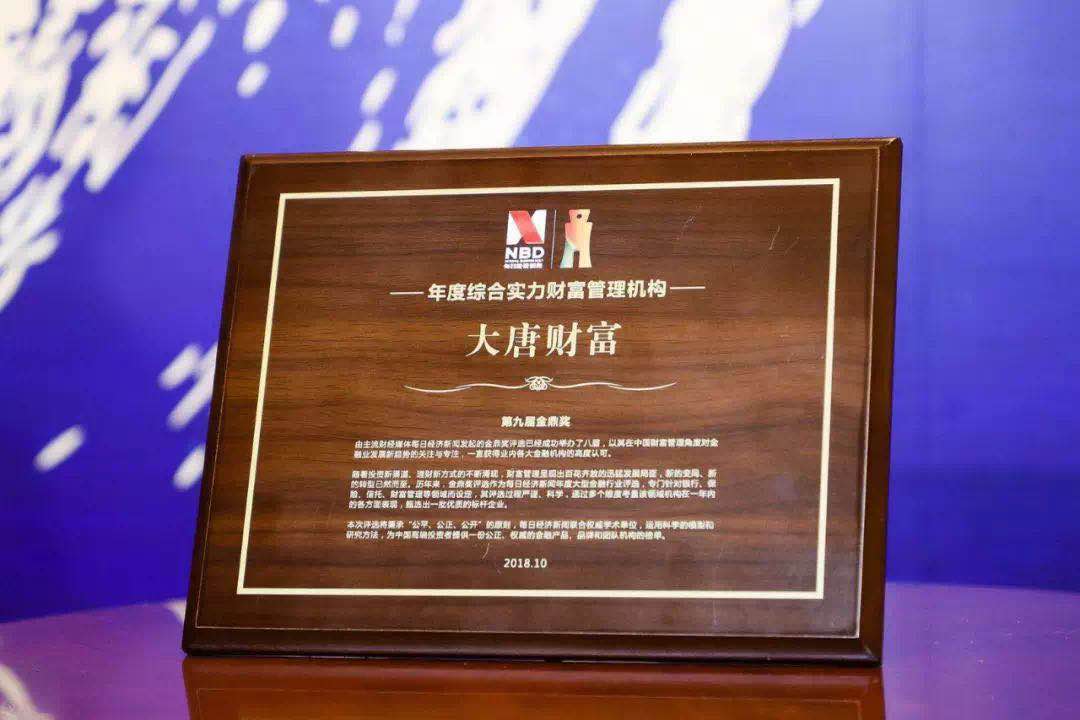 NBD
每日经济新闻
年度综合实力财富管理机构
大唐财富
第九届金鼎奖
由主流财经媒体每日经济新闻发起的金鼎奖评选已经成功举办了八届，以其在中国财富管理角度对金
融业发展新趋势的关注与专注，一直获得业内各大金融机构的高度认可。
随着投资新渠道、理财新方式的不断涌现，财富管理呈现出百花齐放的迅猛发展局面，新的变局、新
的转型已然而至。历年来，金鼎奖评选作为每日经济新闻年度大型金融行业评选，专门针对银行、保
险、信托、财富管理等领域而设定，其评选过程严谨、科学，通过多个维度考量该领域机构在一年内
的各方面表现，甄选出一批优质的标杆企业。
本次评选将秉承“公平、公正、公开”的原则，每日经济新闻联合权威学术单位，运用科学的模型和
研究方法，为中国高端投资者提供一份公正、权威的金融产品、品牌和团队机构的榜单。
2018.10